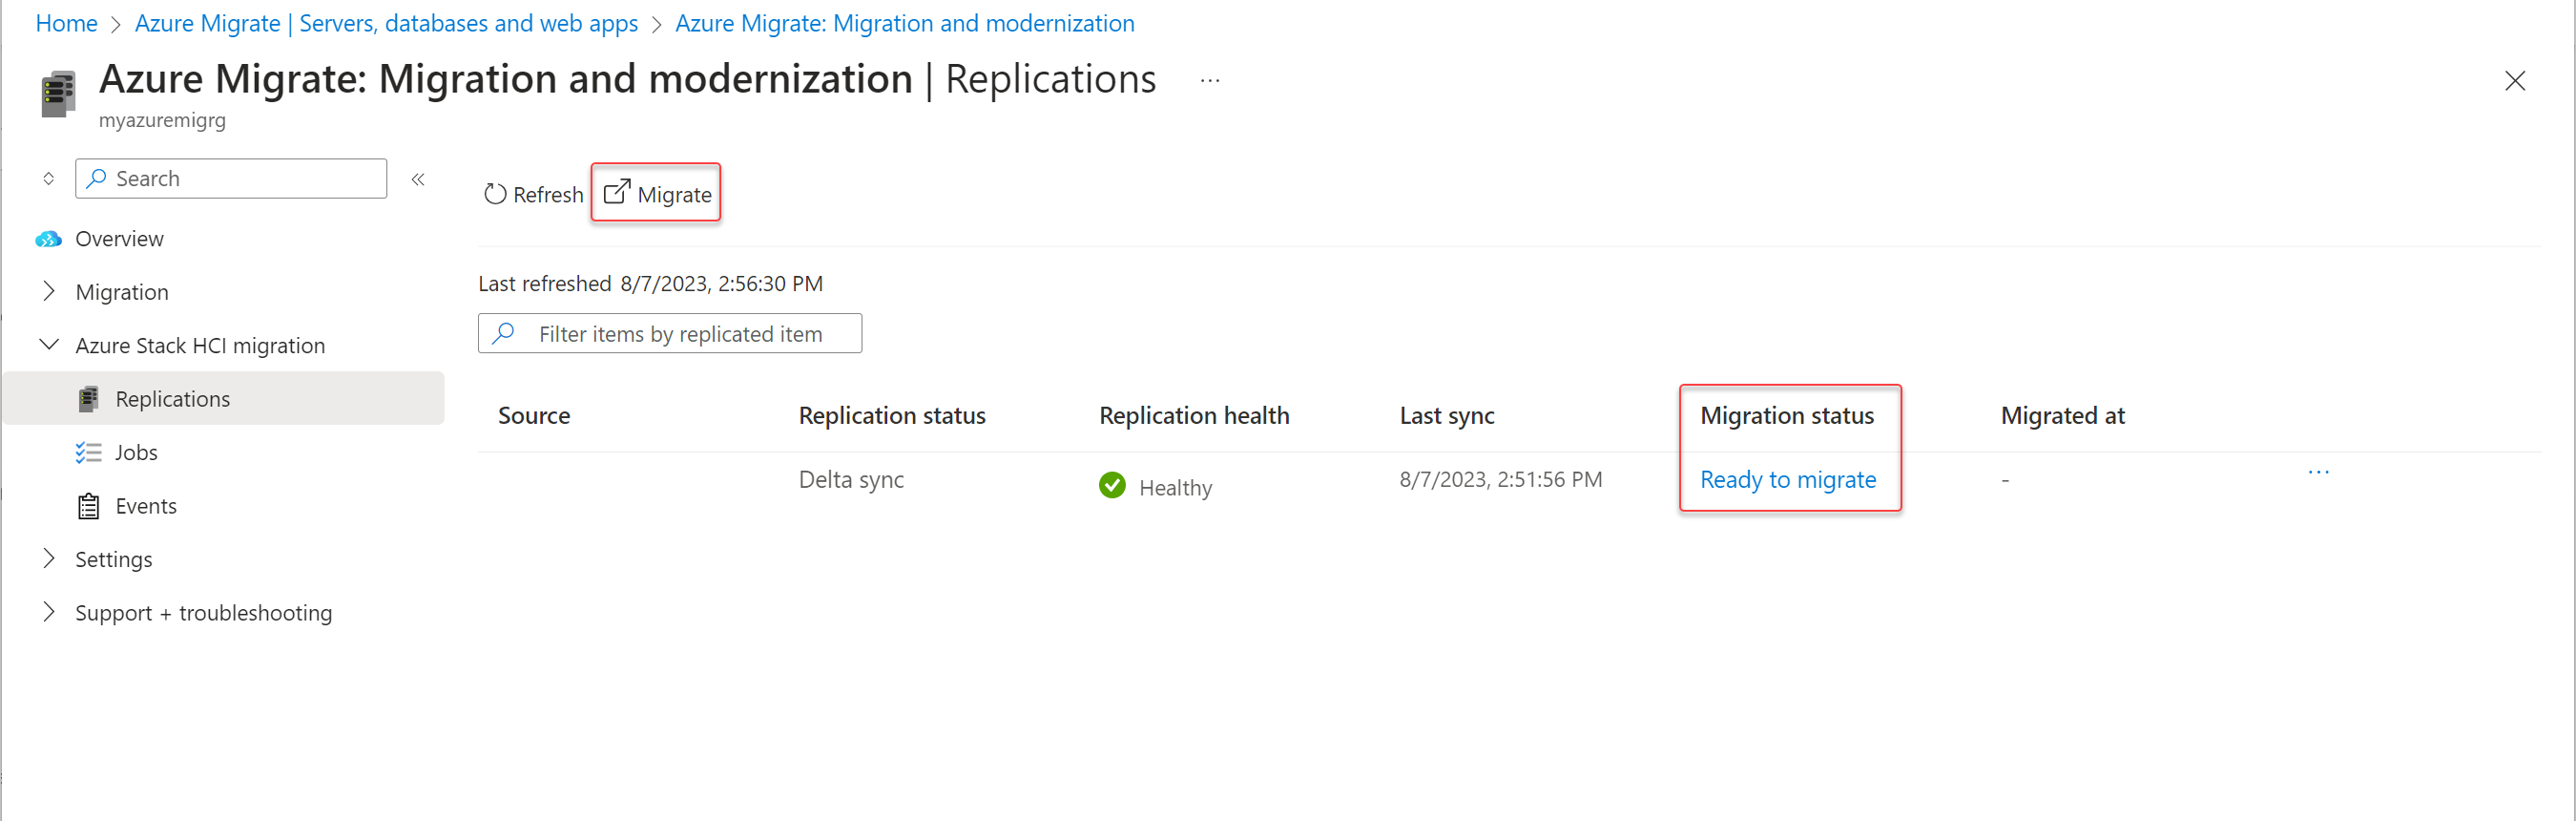 Home > Azure Migrate | Servers, databases and web apps > Azure Migrate: Migration and modernization
Azure Migrate: Migration and modernization | Replications ...
myazuremigrg
Search
«
Overview
Migration
Azure Stack HCI migration
Replications
Jobs
Events
Settings
Support + troubleshooting
Refresh Migrate
Last refreshed 8/7/2023, 2:56:30 PM
Filter items by replicated item
Source Replication status Replication health Last sync Migration status Migrated at
Delta sync Healthy 8/7/2023, 2:51:56 PM Ready to migrate - ...